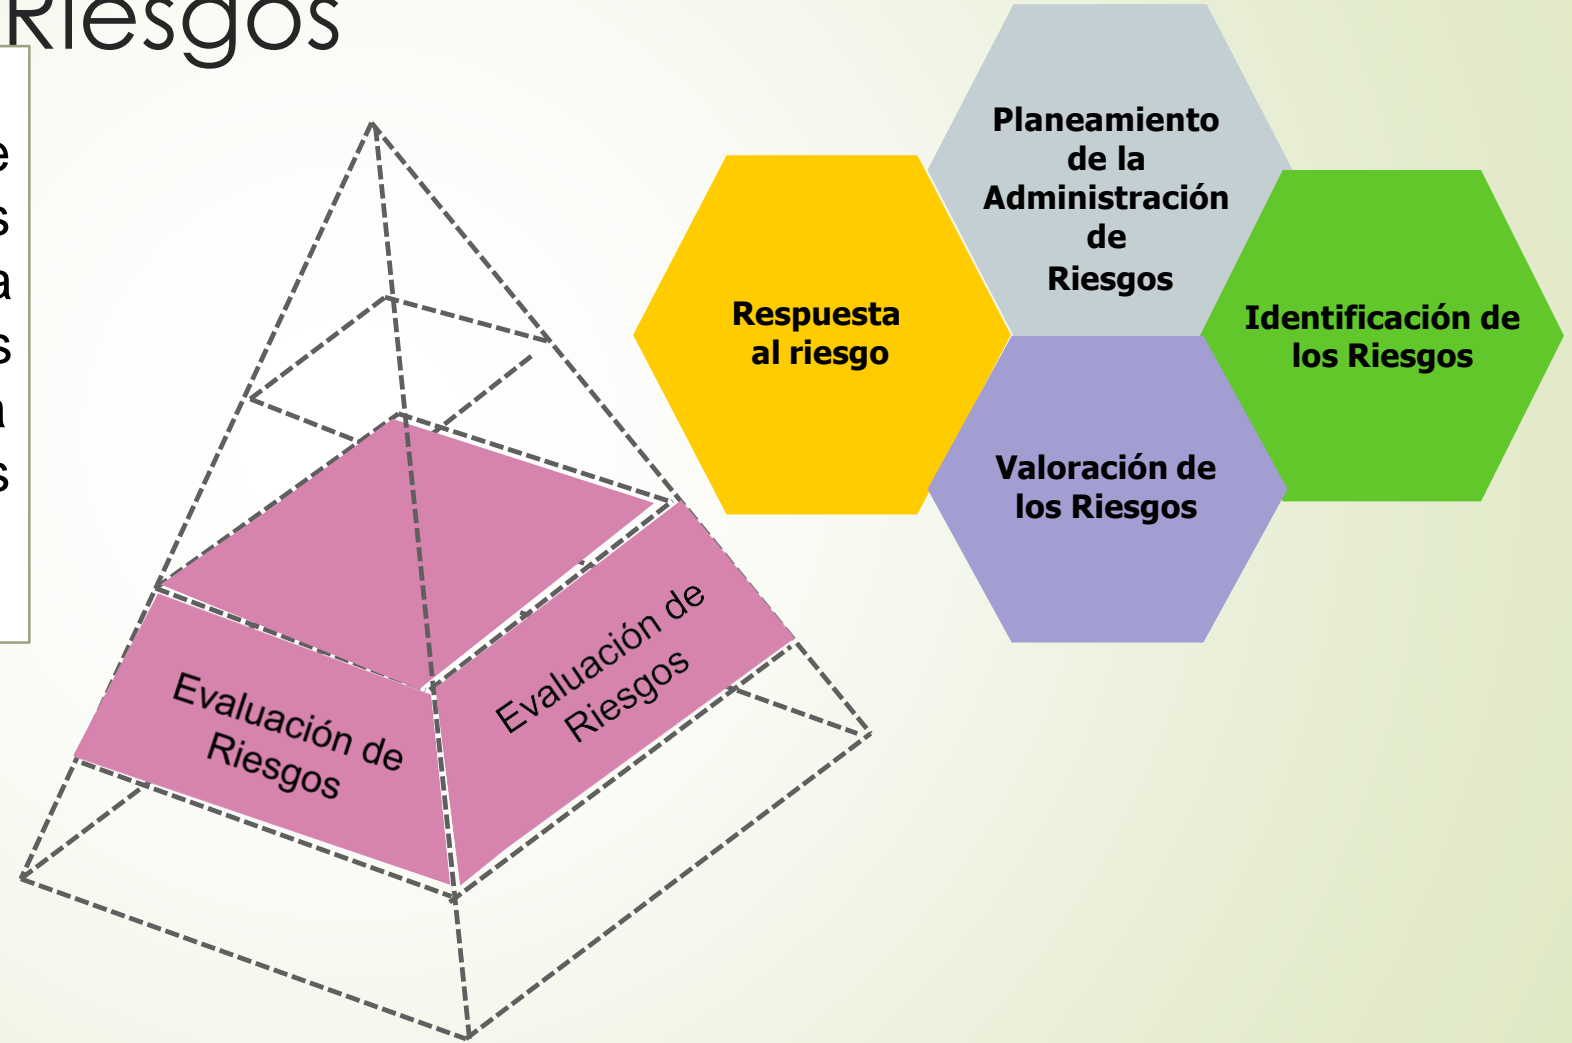 Riesgos
Planeamiento
de la
Administración
de
Riesgos
Respuesta
al riesgo
Identificación de
los Riesgos
Valoración de
los Riesgos
Evaluación de
Riesgos
Evaluación de
Riesgos